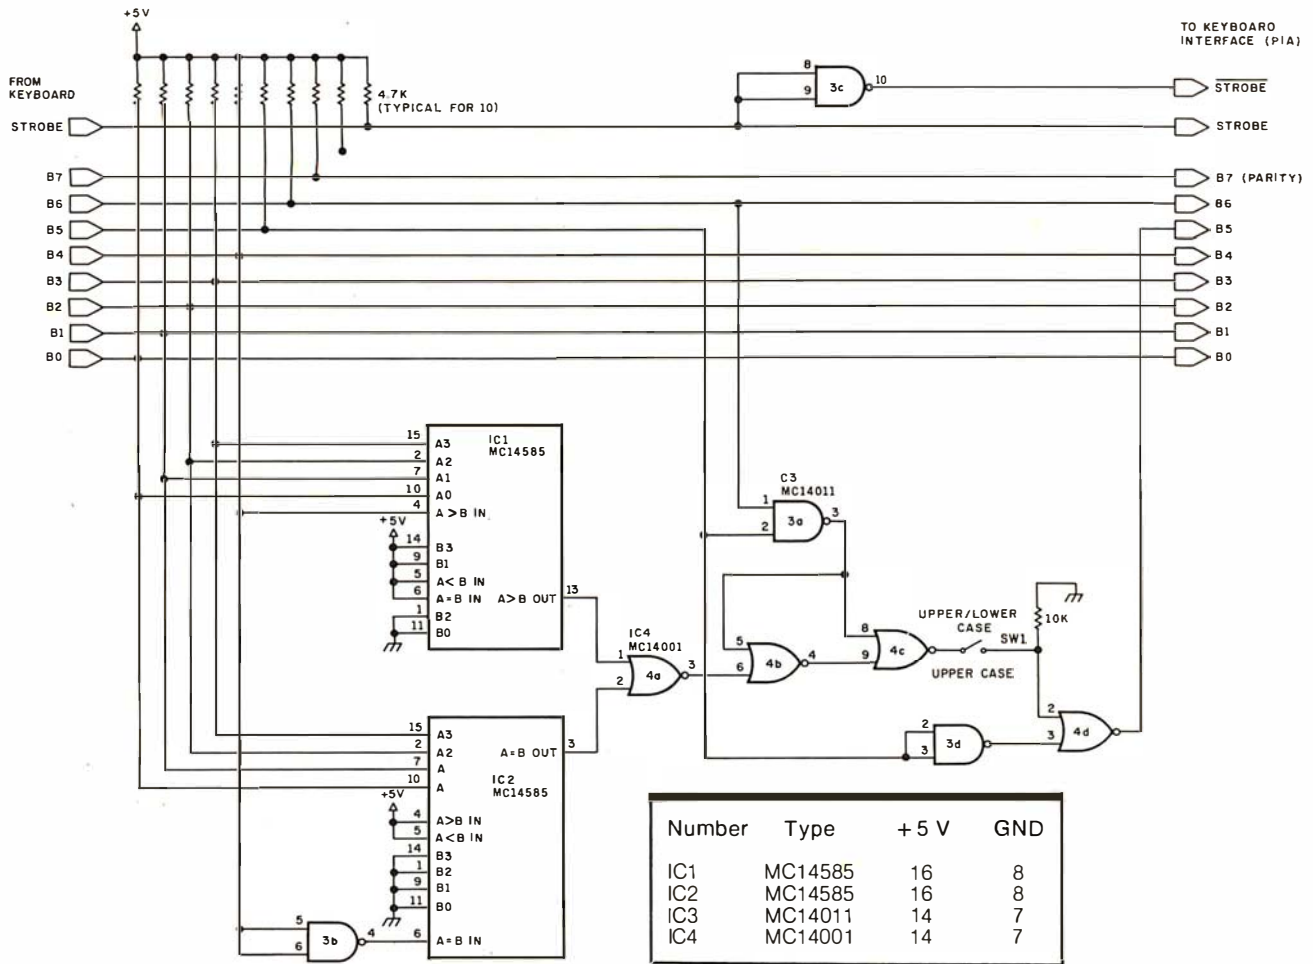 +5V
TO KEYBOARD
INTERFACE (PIA)
FROM
KEYBOARD
4.7K
(TYPICAL FOR 10)
8
9
3c
10
STROBE
STROBE
STROBE
B7
B7 (PARITY)
B6
B6
B5
B5
B4
B4
B3
B3
B2
B2
B1
B1
B0
B0
IC1
MC14585
15 A3
2 A2
7 A1
10 A0
4 A>B IN
+5V
14 B3
9 B1
5 A<B IN
6 A=B IN
A>B OUT 13
1 B2
11 B0
C3
MC14011
1
2
3a
3
IC4
MC14001
1
2
4a
3
5
6
4b
4
8
9
4c
UPPER/LOWER
CASE
SW1
UPPER CASE
10K
2
3
4d
2
3
3d
15 A3
2 A2
7 A
10 A
A=B OUT 3
IC2
MC14585
+5V
4 A>B IN
5 A<B IN
14 B3
1 B2
9 B1
11 B0
5
6
3b
4
6 A=B IN
Number Type +5 V GND
IC1 MC14585 16 8
IC2 MC14585 16 8
IC3 MC14011 14 7
IC4 MC14001 14 7